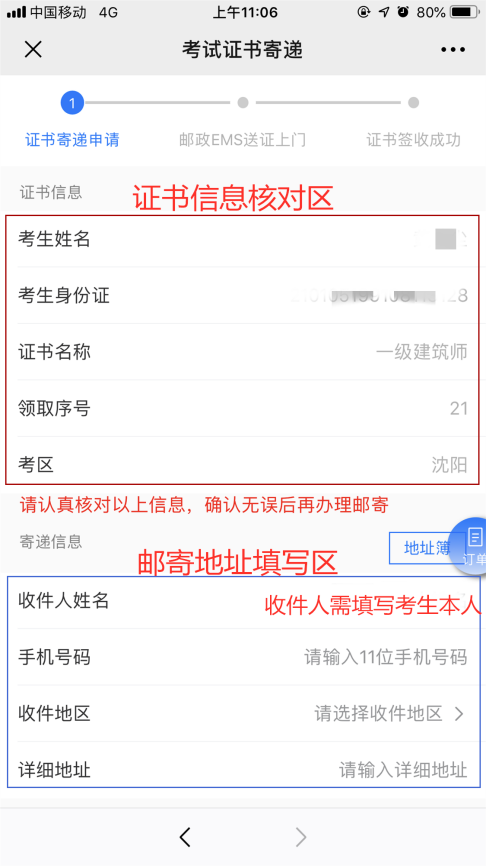 中国移动 4G 上午11:06 80%
考试证书寄递
1
证书寄递申请 邮政EMS送证上门 证书签收成功
证书信息 证书信息核对区
考生姓名
考生身份证
证书名称 一级建筑师
领取序号 21
考区 沈阳
请认真核对以上信息，确认无误后再办理邮寄
寄递信息 邮寄地址填写区 地址簿 订单
收件人姓名 收件人需填写考生本人
手机号码 请输入11位手机号码
收件地区 请选择收件地区
详细地址 请输入详细地址